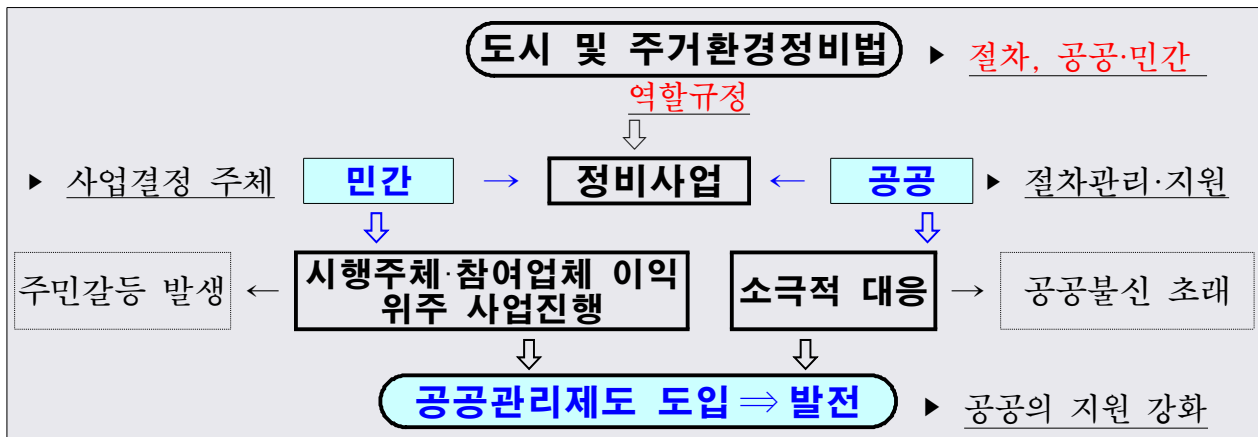 도시 및 주거환경정비법 ▶ 절차, 공공·민간
역할규정
⇩
▶ 사업결정 주체 민간 → 정비사업 ← 공공 ▶ 절차관리·지원
⇩ ⇩
주민갈등 발생 ← 시행주체·참여업체 이익 위주 사업진행 소극적 대응 → 공공불신 초래
⇩ ⇩
공공관리제도 도입 ⇒ 발전 ▶ 공공의 지원 강화